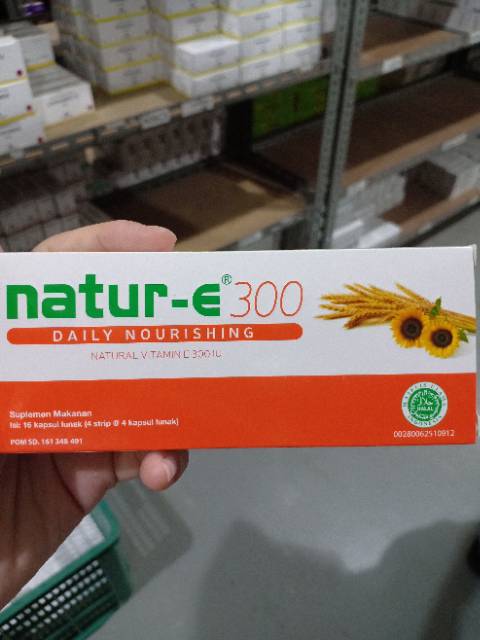 natur-e® 300
DAILY NOURISHING
NATURAL VITAMIN E 300 IU
Suplemen Makanan
Isi: 16 kapsul lunak (4 strip @ 4 kapsul lunak)
POM SD. 161 348 491
HALAL
00280062510912